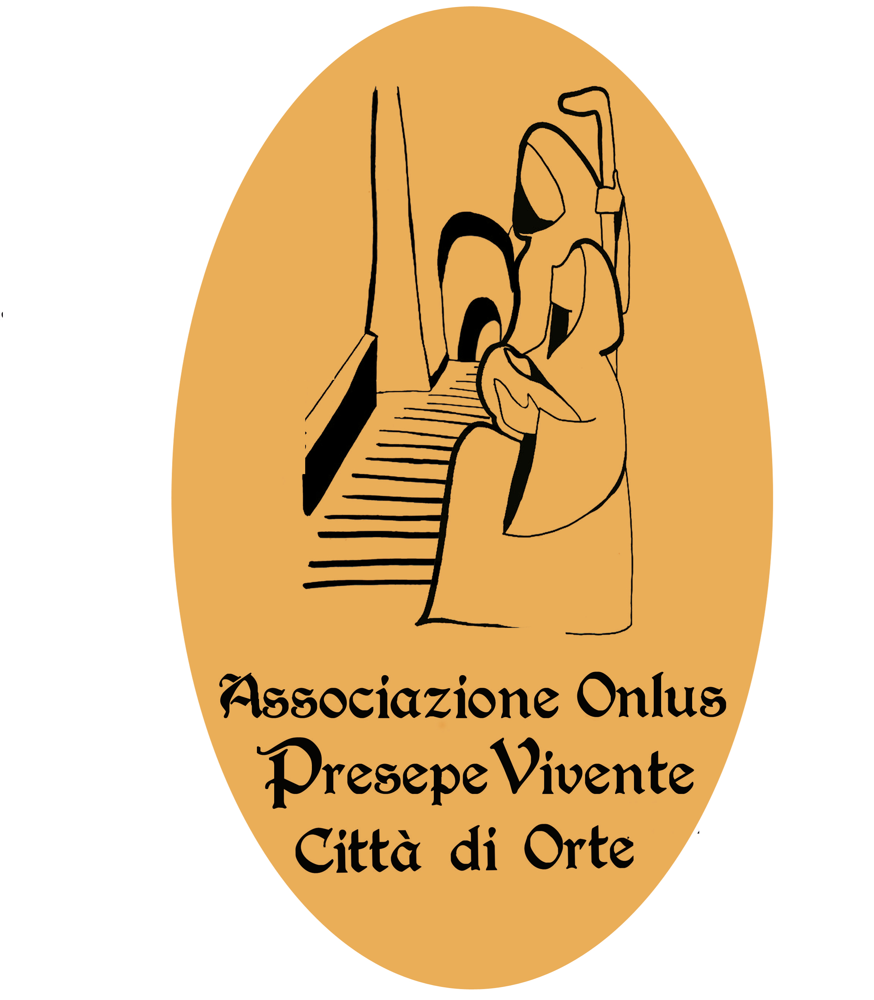 Associazione Onlus
Presepe Vivente
Città di Orte